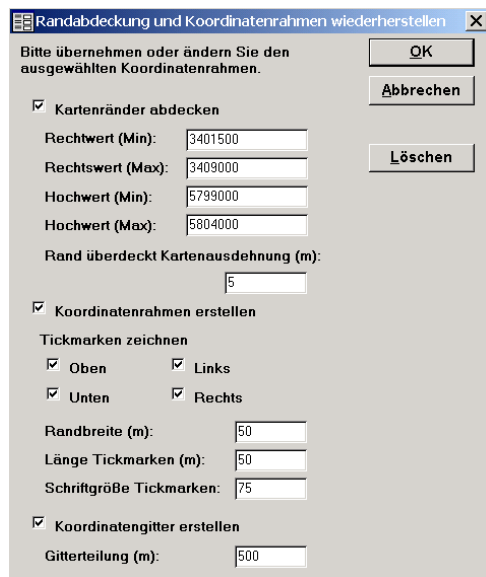 Randabdeckung und Koordinatenrahmen wiederherstellen
Bitte übernehmen oder ändern Sie den
ausgewählten Koordinatenrahmen.
OK
Abbrechen
Löschen
Kartenränder abdecken
Rechtwert (Min): 3401500
Rechtswert (Max): 3409000
Hochwert (Min): 5799000
Hochwert (Max): 5804000
Rand überdeckt Kartenausdehnung (m):
5
Koordinatenrahmen erstellen
Tickmarken zeichnen
Oben Links
Unten Rechts
Randbreite (m): 50
Länge Tickmarken (m): 50
Schriftgröße Tickmarken: 75
Koordinatengitter erstellen
Gitterteilung (m): 500